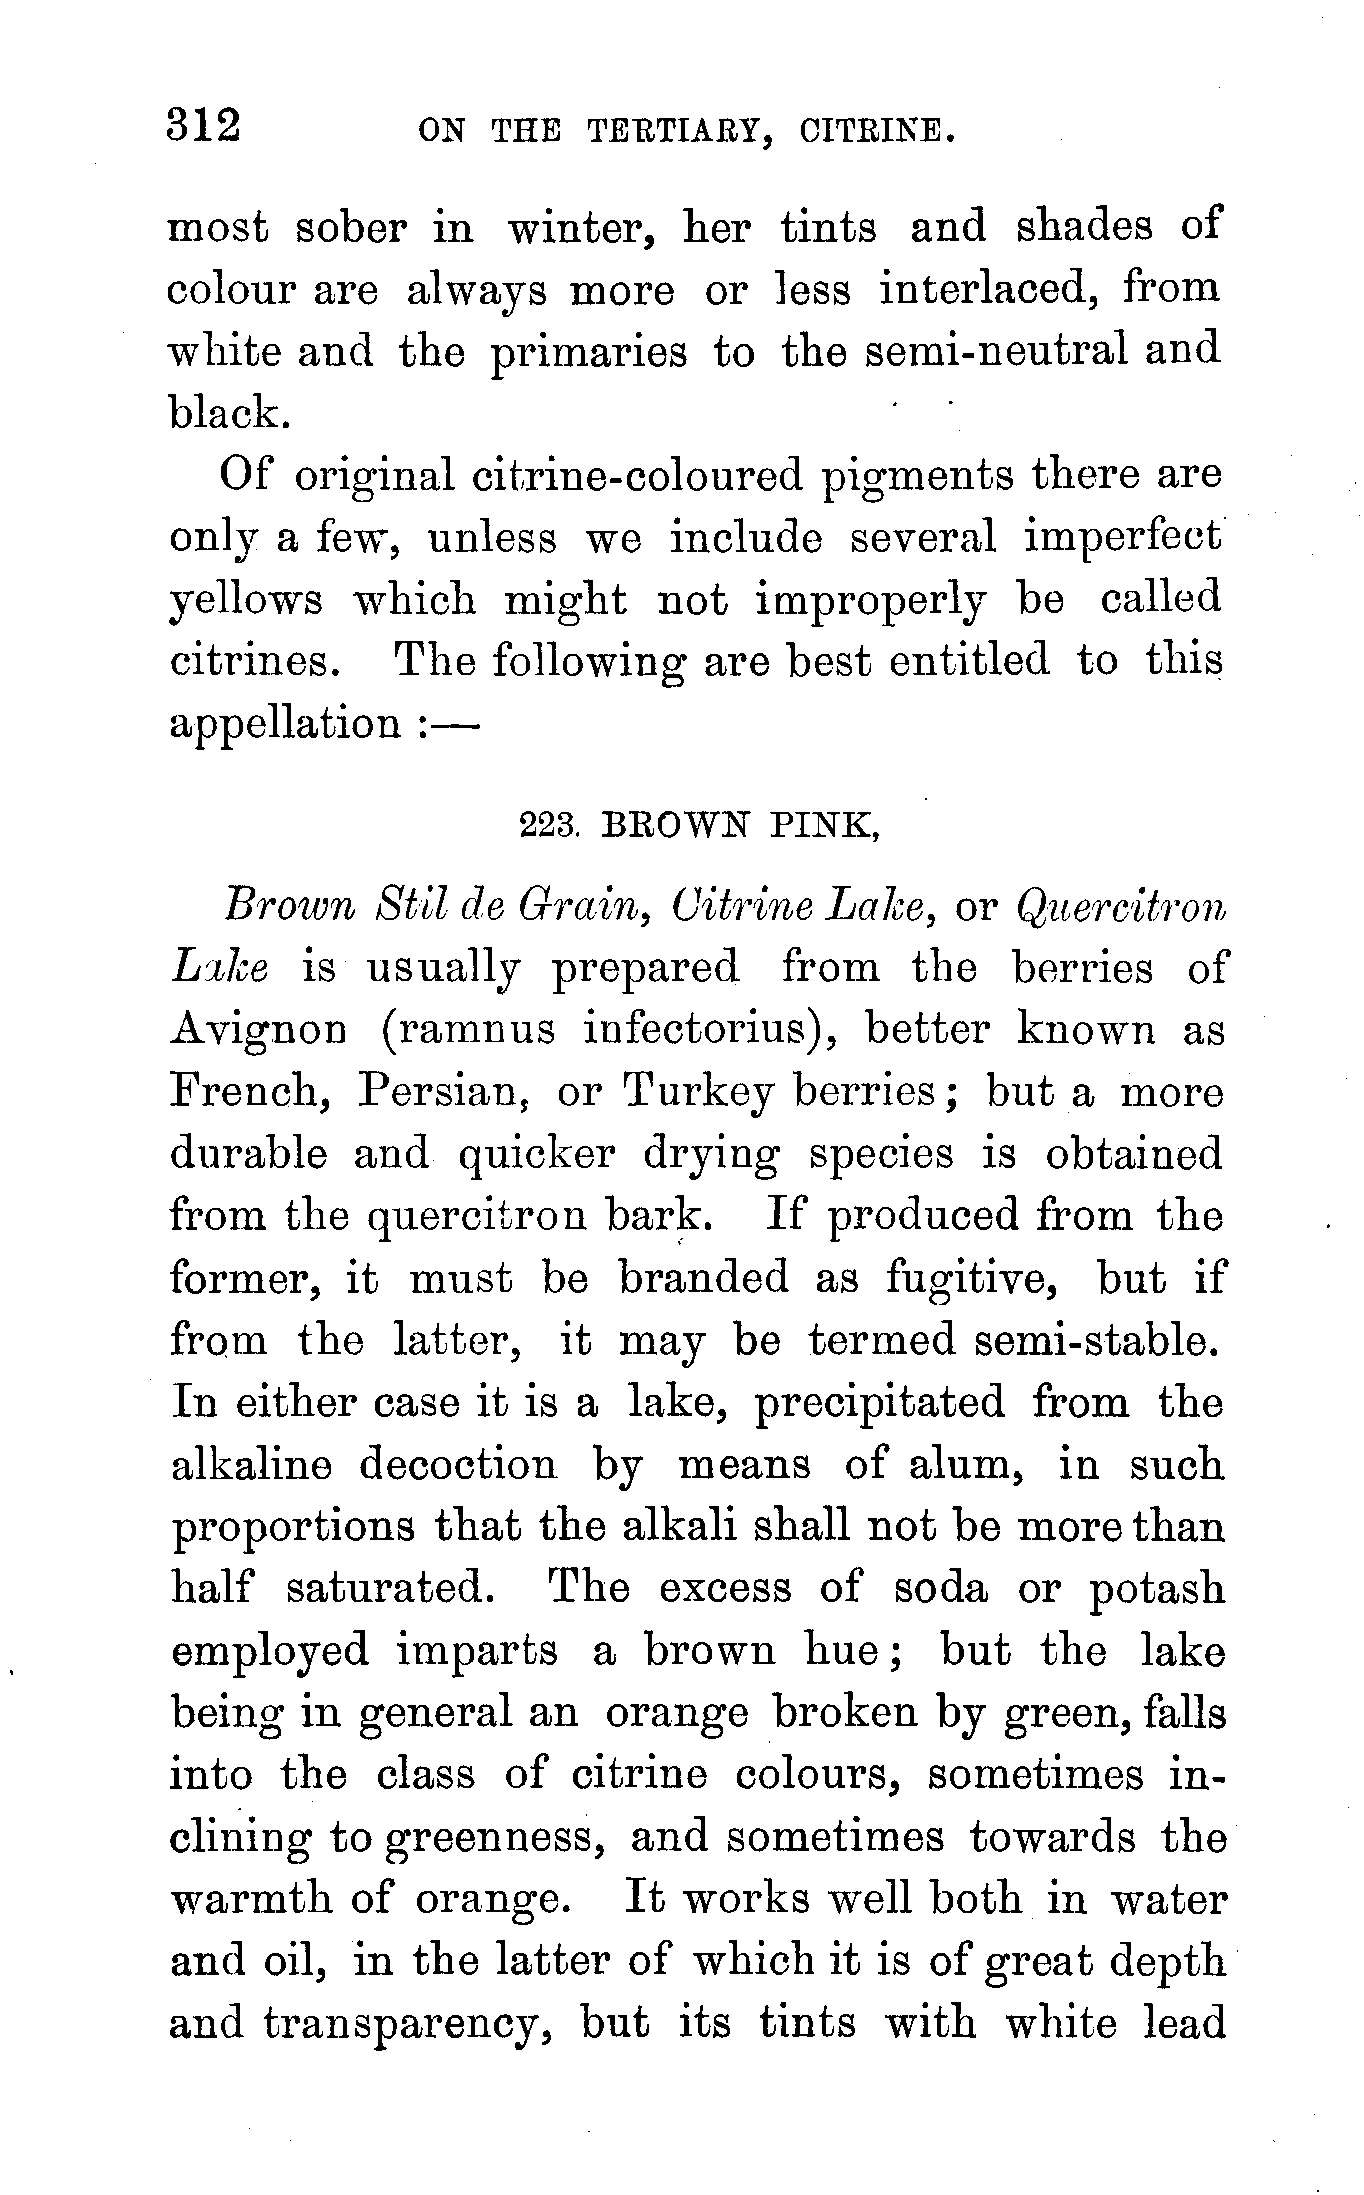 312 ON THE TERTIARY, CITRINE.
most sober in winter, her tints and shades of
colour are always more or less interlaced, from
white and the primaries to the semi-neutral and
black.
Of original citrine-coloured pigments there are
only a few, unless we include several imperfect
yellows which might not improperly be called
citrines. The following are best entitled to this
appellation :—
223. BROWN PINK,
Brown Stil de Grain, Citrine Lake, or Quercitron
Lake is usually prepared from the berries of
Avignon (ramnus infectorius), better known as
French, Persian, or Turkey berries ; but a more
durable and quicker drying species is obtained
from the quercitron bark. If produced from the
former, it must be branded as fugitive, but if
from the latter, it may be termed semi-stable.
In either case it is a lake, precipitated from the
alkaline decoction by means of alum, in such
proportions that the alkali shall not be more than
half saturated. The excess of soda or potash
employed imparts a brown hue ; but the lake
being in general an orange broken by green, falls
into the class of citrine colours, sometimes in-
clining to greenness, and sometimes towards the
warmth of orange. It works well both in water
and oil, in the latter of which it is of great depth
and transparency, but its tints with white lead